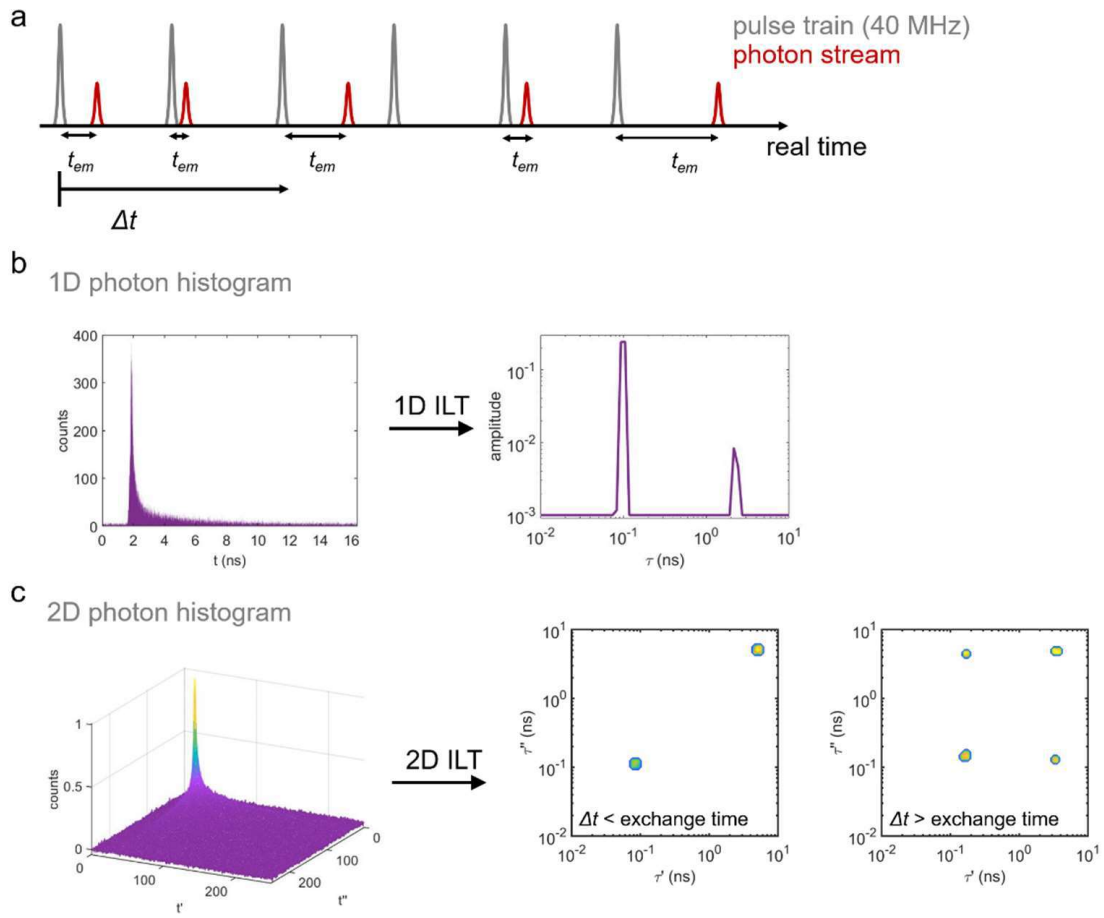 a
pulse train (40 MHz)
photon stream
real time
t_em t_em t_em t_em t_em
Δt
b
1D photon histogram
400
300
200
100
0
counts
0 2 4 6 8 10 12 14 16
t (ns)
1D ILT
10^-1
10^-2
10^-3
amplitude
10^-2 10^-1 10^0 10^1
τ (ns)
c
2D photon histogram
1
0.5
0
counts
0 100 200
t'
0
100
200
t''
2D ILT
10^1
10^0
10^-1
10^-2
τ'' (ns)
Δt < exchange time
10^-2 10^-1 10^0 10^1
τ' (ns)
10^1
10^0
10^-1
10^-2
τ'' (ns)
Δt > exchange time
10^-2 10^-1 10^0 10^1
τ' (ns)